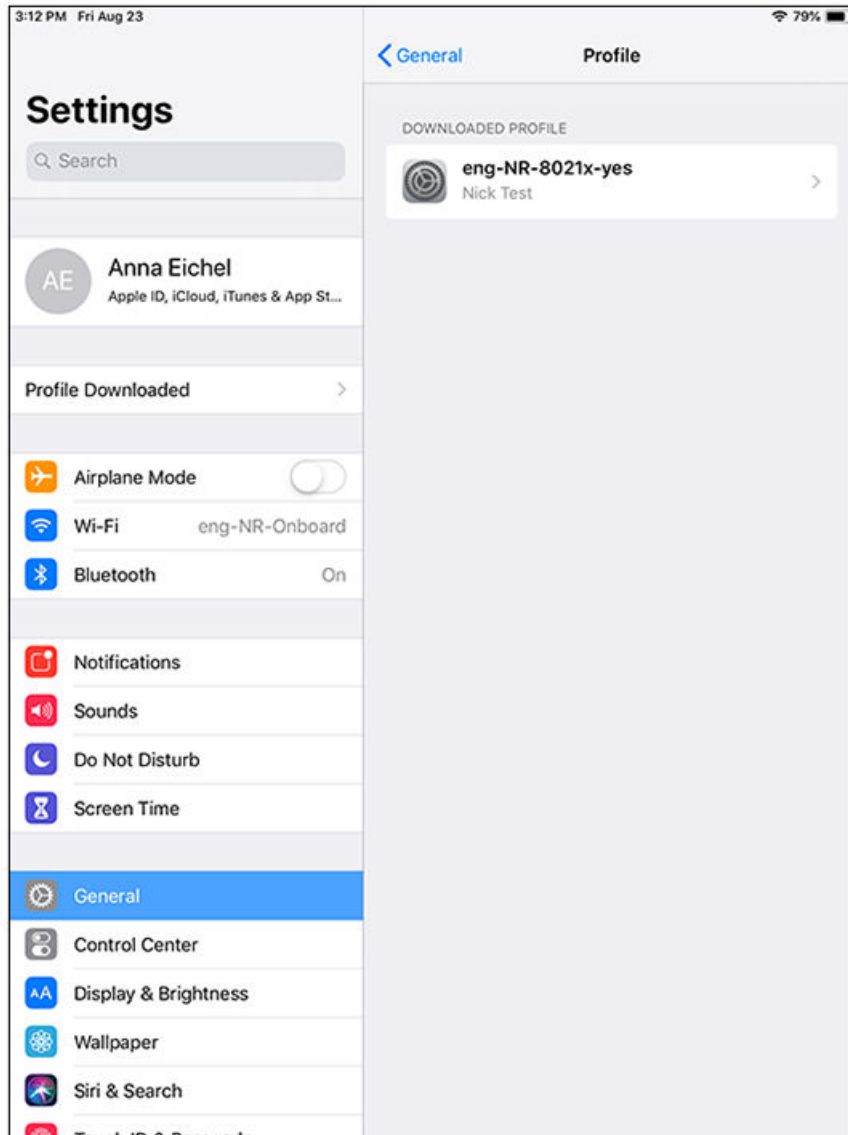 3:12 PM Fri Aug 23
79%
Settings
Search
AE
Anna Eichel
Apple ID, iCloud, iTunes & App St...
Profile Downloaded
Airplane Mode
Wi-Fi eng-NR-Onboard
Bluetooth On
Notifications
Sounds
Do Not Disturb
Screen Time
General
Control Center
AA Display & Brightness
Wallpaper
Siri & Search
General Profile
DOWNLOADED PROFILE
eng-NR-8021x-yes
Nick Test